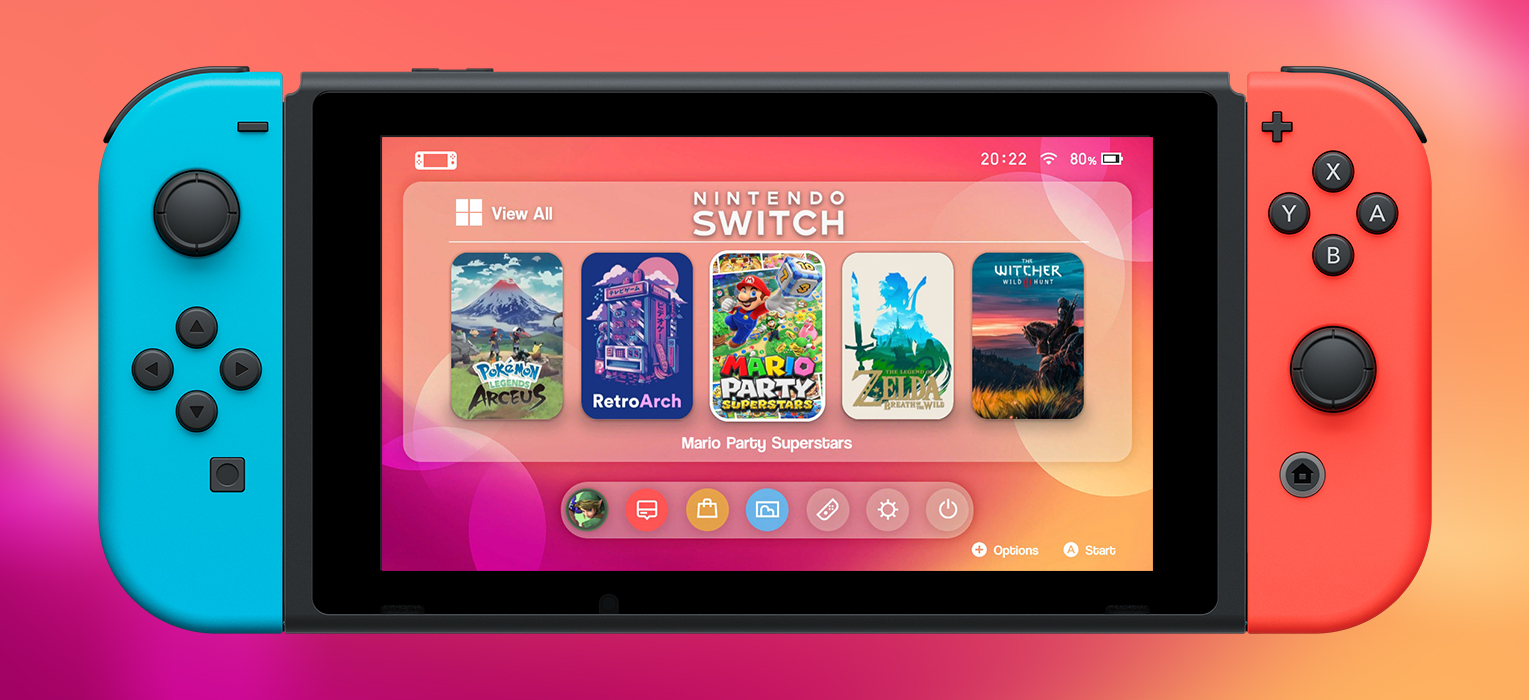 20:22 80%
View All
NINTENDO
SWITCH
POKéMON
LEGENDS
ARCEUS
RetroArch
MARIO
PARTY
SUPERSTARS
THE LEGEND OF
ZELDA
BREATH OF THE WILD
THE
WITCHER
WILD HUNT
Mario Party Superstars
+ Options A Start
X
Y A
B